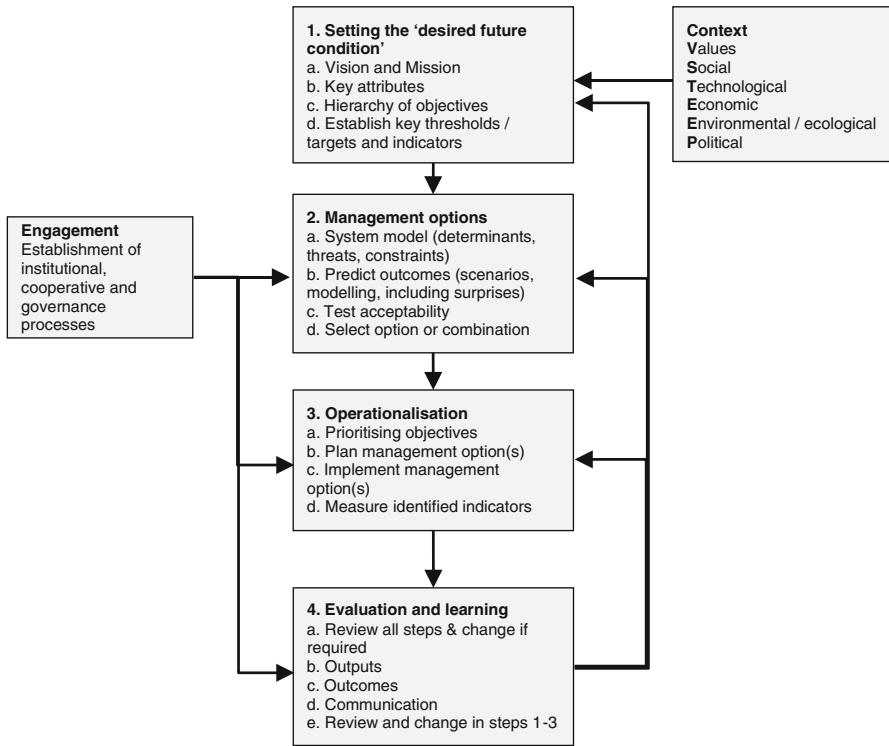 1. Setting the ‘desired future
condition’
a. Vision and Mission
b. Key attributes
c. Hierarchy of objectives
d. Establish key thresholds /
targets and indicators
Context
Values
Social
Technological
Economic
Environmental / ecological
Political
Engagement
Establishment of
institutional,
cooperative and
governance
processes
2. Management options
a. System model (determinants,
threats, constraints)
b. Predict outcomes (scenarios,
modelling, including surprises)
c. Test acceptability
d. Select option or combination
3. Operationalisation
a. Prioritising objectives
b. Plan management option(s)
c. Implement management
option(s)
d. Measure identified indicators
4. Evaluation and learning
a. Review all steps & change if
required
b. Outputs
c. Outcomes
d. Communication
e. Review and change in steps 1-3